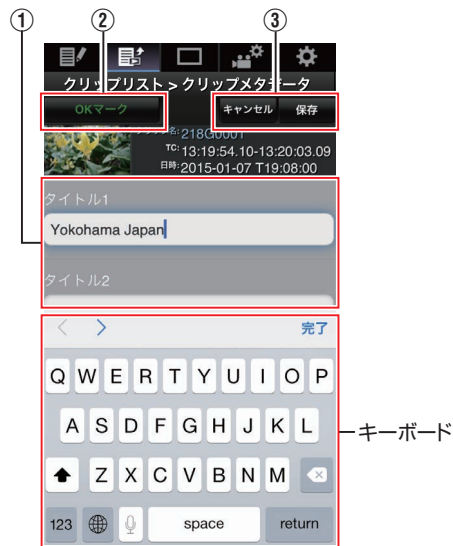 ① ② ③
クリップリスト > クリップメタデータ
OKマーク キャンセル 保存
218G0001
TC: 13:19:54.10-13:20:03.09
日時: 2015-01-07 T19:08:00
タイトル1
Yokohama Japan
タイトル2
完了
Q W E R T Y U I O P
A S D F G H J K L
キーボード
Z X C V B N M
123 space return